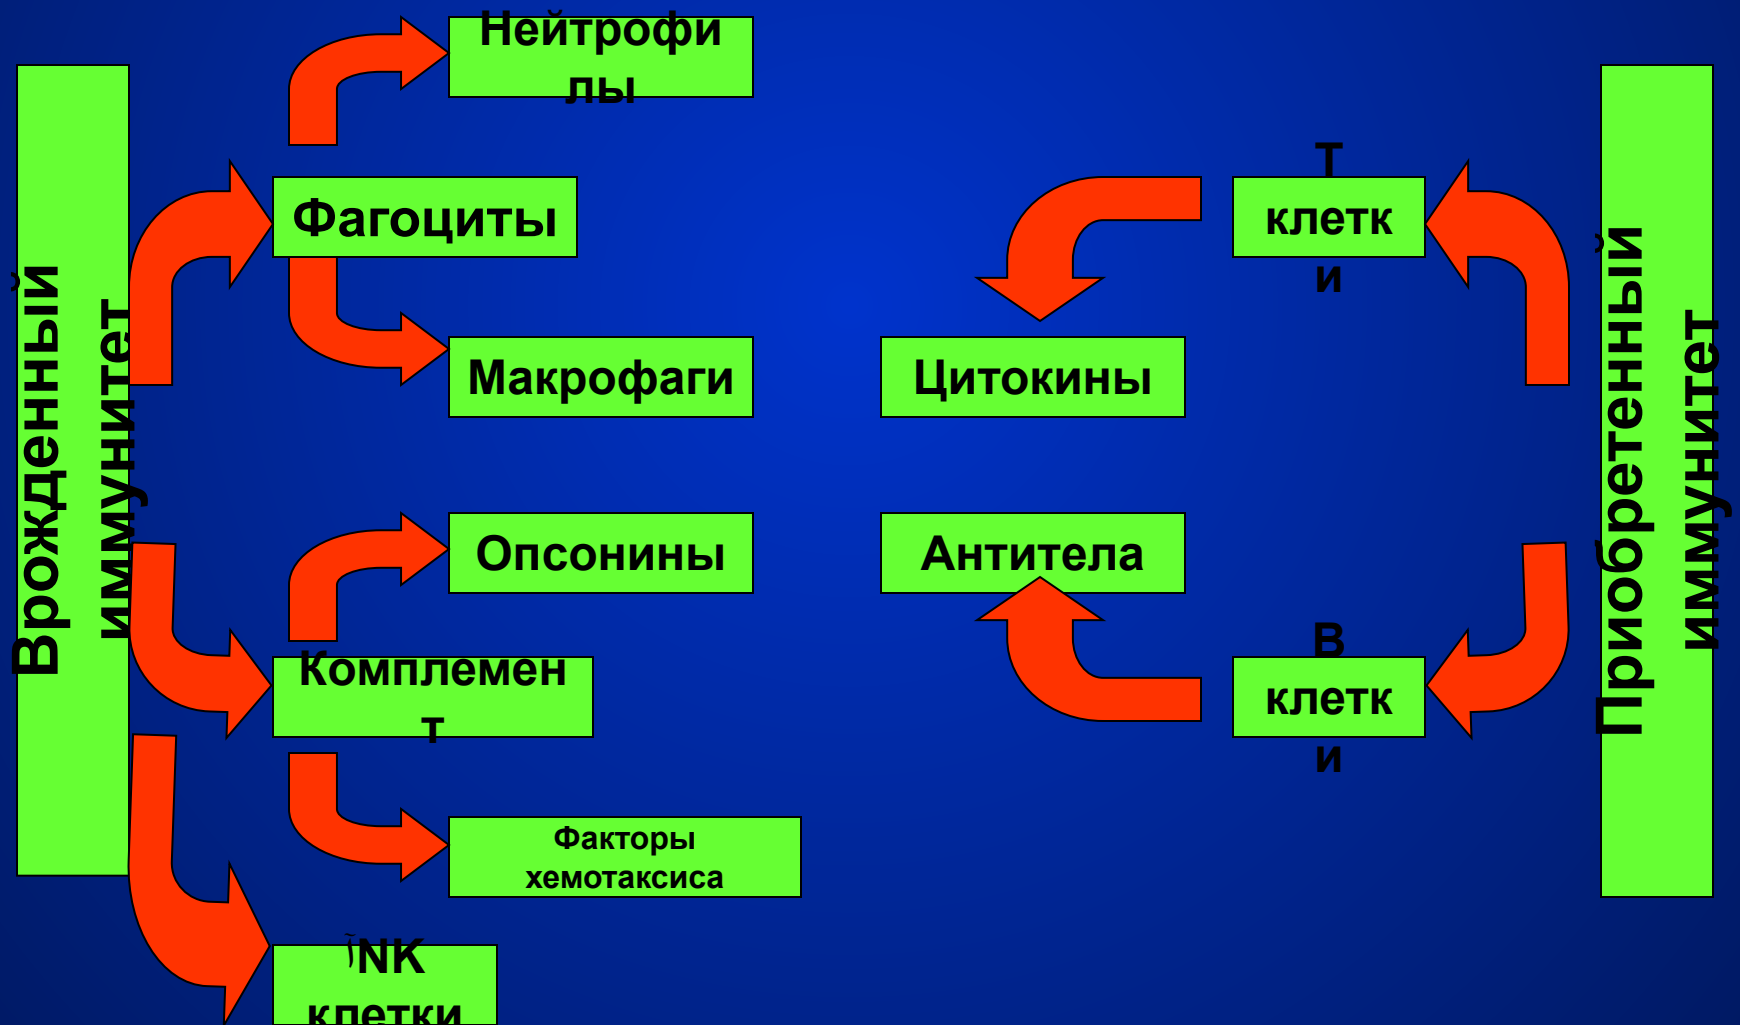 Врожденный
иммунитет
Нейтрофи
лы
Фагоциты
Макрофаги
Опсонины
Комплемен
т
Факторы
хемотаксиса
NK
клетки
Т
клетк
и
Цитокины
Антитела
В
клетк
и
Приобретенный
иммунитет